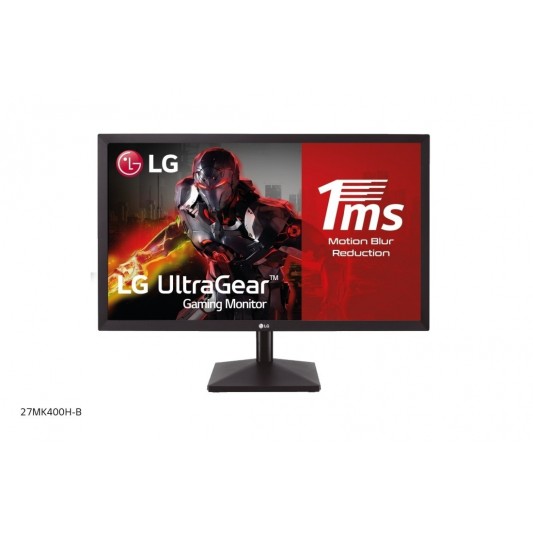 LG
1ms
Motion Blur
Reduction
LG UltraGear™
Gaming Monitor
LG
27MK400H-B